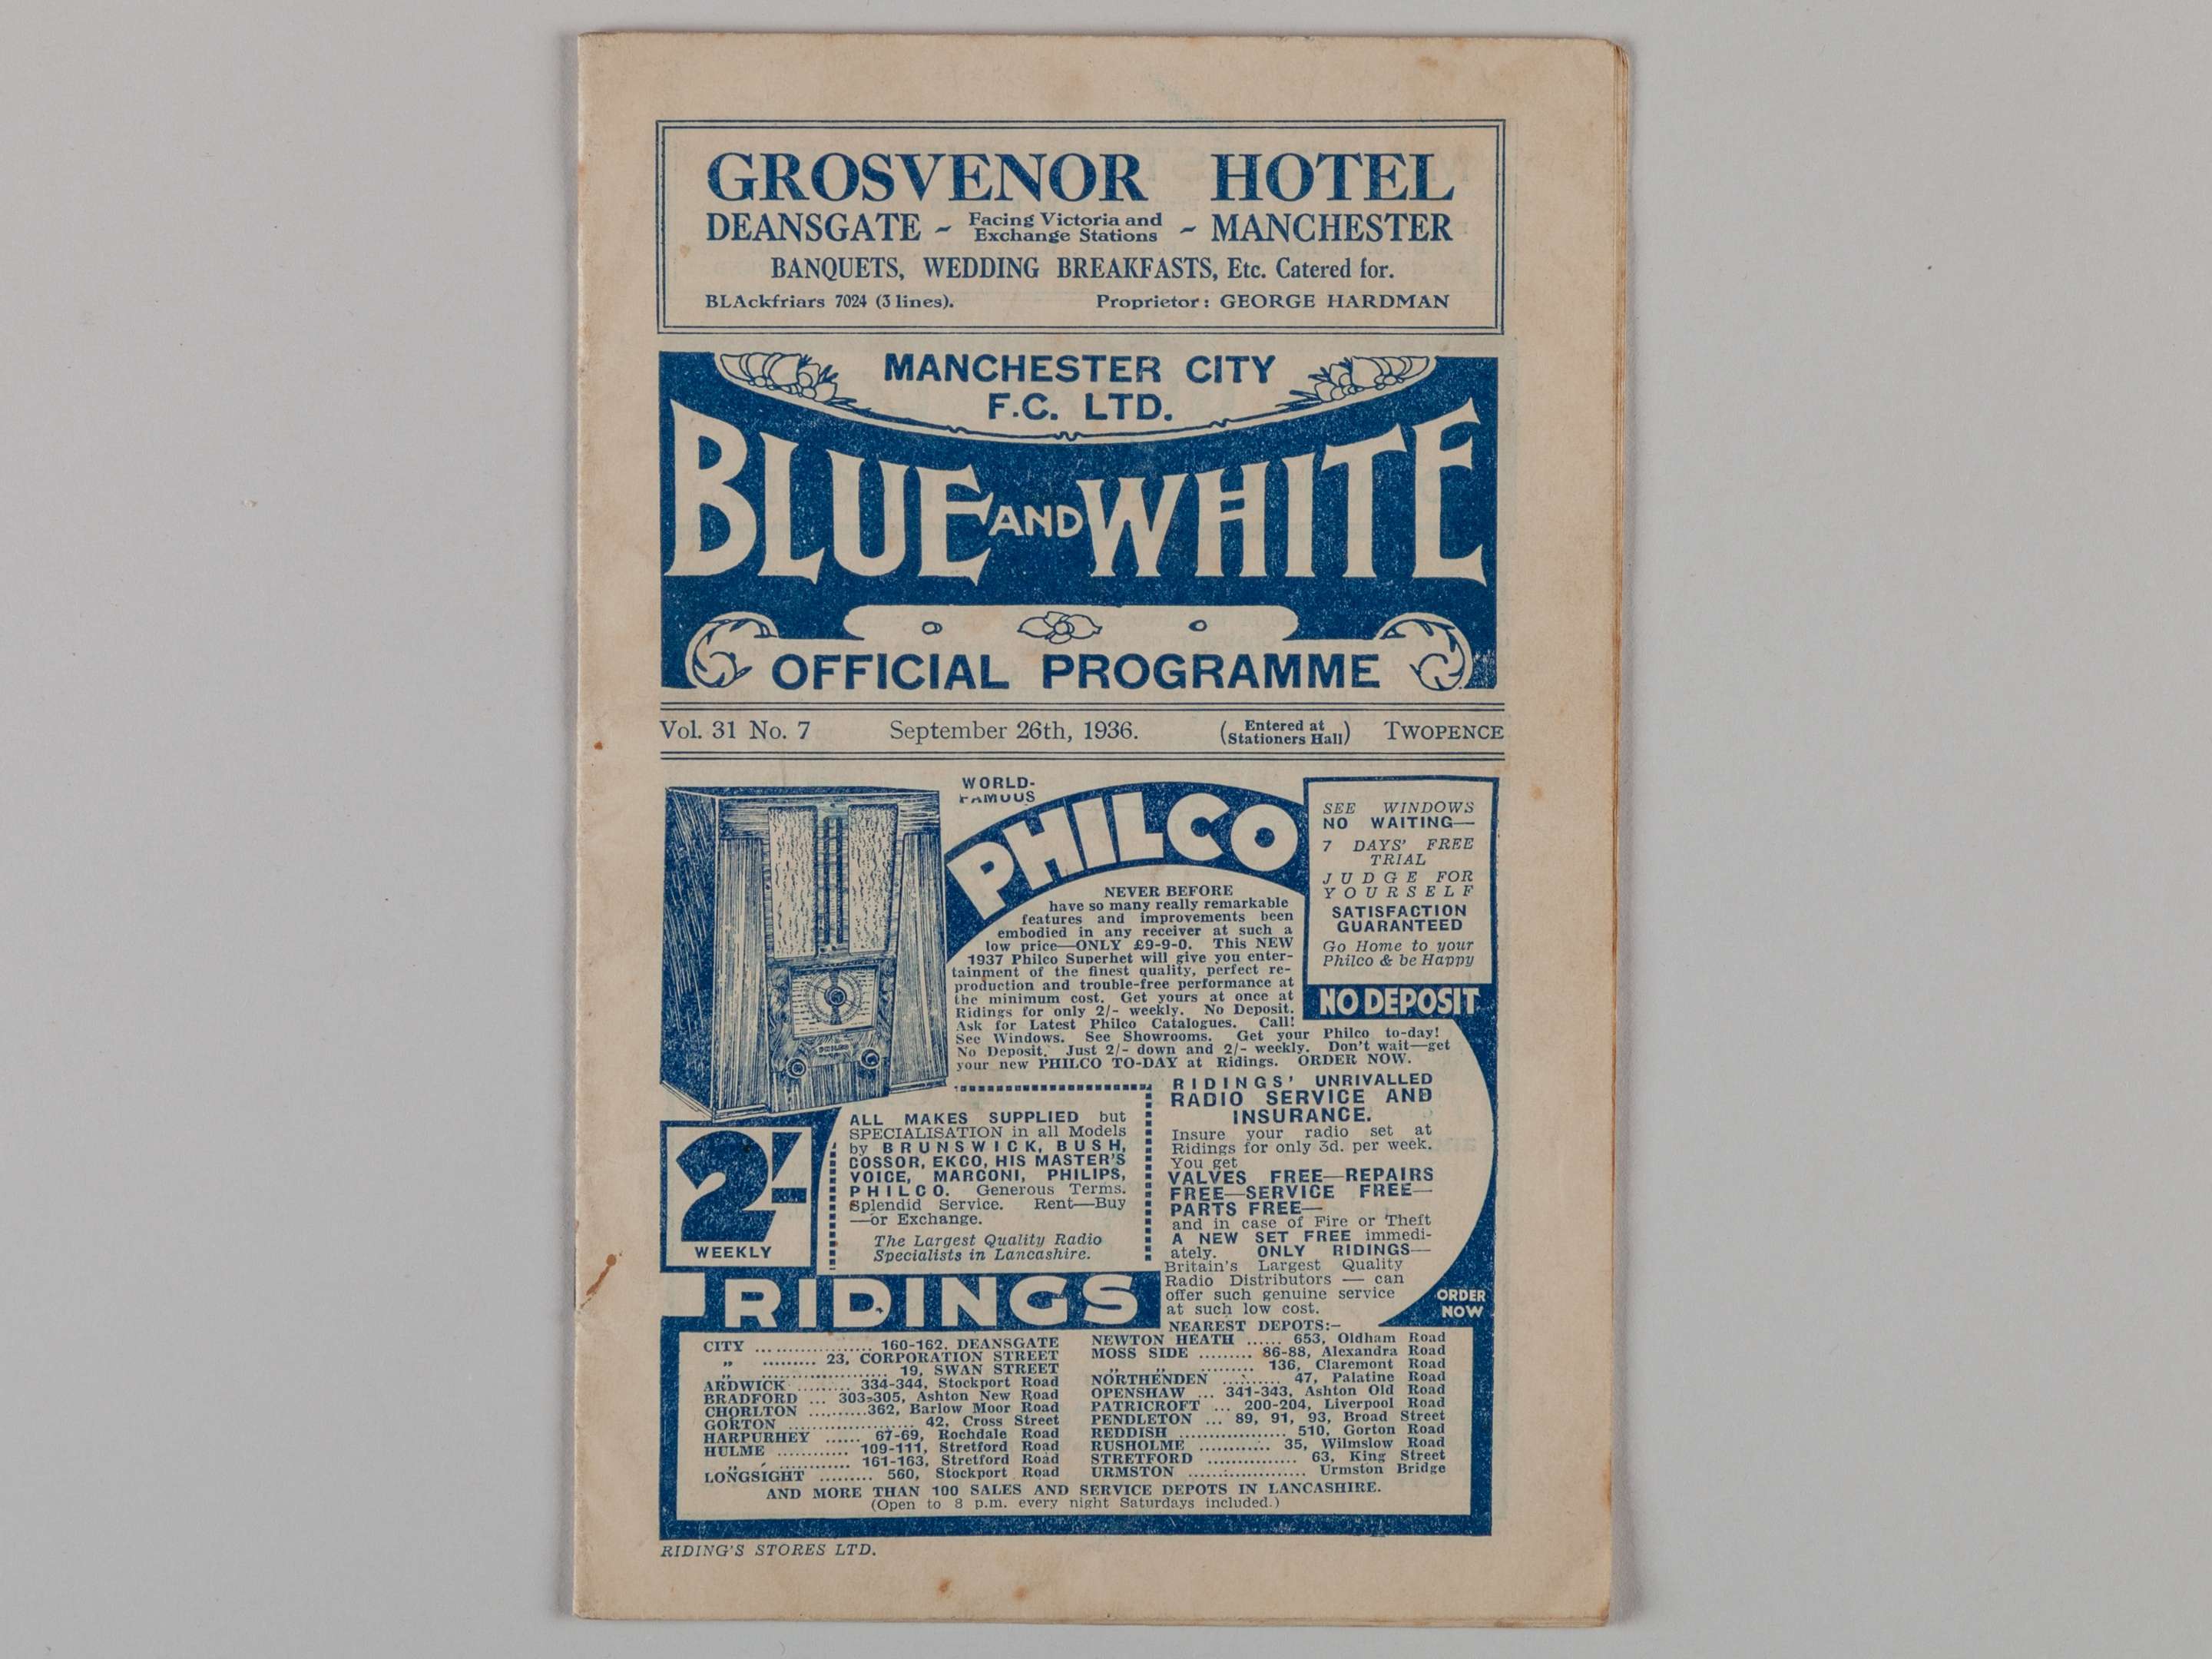 GROSVENOR HOTEL
DEANSGATE ~ Facing Victoria and Exchange Stations ~ MANCHESTER
BANQUETS, WEDDING BREAKFASTS, Etc. Catered for.
BLAckfriars 7024 (3 lines). Proprietor: GEORGE HARDMAN
MANCHESTER CITY
F.C. LTD.
BLUE AND WHITE
OFFICIAL PROGRAMME
Vol. 31 No. 7 September 26th, 1936. (Entered at Stationers Hall) TWOPENCE
WORLD-
FAMOUS
PHILCO
NEVER BEFORE
have so many really remarkable
features and improvements been
embodied in any receiver at such a
low price—ONLY £9-9-0. This NEW
1937 Philco Superhet will give you enter-
tainment of the finest quality, perfect re-
production and trouble-free performance at
the minimum cost. Get yours at once at
Ridings for only 2/- weekly. No Deposit.
Ask for Latest Philco Catalogues. Call!
See Windows. See Showrooms. Get your Philco to-day!
No Deposit. Just 2/- down and 2/- weekly. Don't wait—get
your new PHILCO TO-DAY at Ridings. ORDER NOW.
SEE WINDOWS
NO WAITING—
7 DAYS' FREE
TRIAL
JUDGE FOR
YOURSELF
SATISFACTION
GUARANTEED
Go Home to your
Philco & be Happy
NO DEPOSIT
PHILCO
2/-
WEEKLY
ALL MAKES SUPPLIED but
SPECIALISATION in all Models
by BRUNSWICK, BUSH,
COSSOR, EKCO, HIS MASTER'S
VOICE, MARCONI, PHILIPS,
PHILCO. Generous Terms.
Splendid Service. Rent—Buy
—or Exchange.
The Largest Quality Radio
Specialists in Lancashire.
RIDINGS' UNRIVALLED
RADIO SERVICE AND
INSURANCE.
Insure your radio set at
Ridings for only 3d. per week.
You get
VALVES FREE—REPAIRS
FREE—SERVICE FREE—
PARTS FREE—
and in case of Fire or Theft
A NEW SET FREE immedi-
ately. ONLY RIDINGS—
Britain's Largest Quality
Radio Distributors — can
offer such genuine service
at such low cost.
ORDER
NOW
RIDINGS
NEAREST DEPOTS:—
CITY ................ 160-162, DEANSGATE
„ ......... 23, CORPORATION STREET
„ ..................... 19, SWAN STREET
ARDWICK ......... 334-344, Stockport Road
BRADFORD ... 303-305, Ashton New Road
CHORLTON ..........362, Barlow Moor Road
GORTON ..................... 42, Cross Street
HARPURHEY ...... 67-69, Rochdale Road
HULME ............ 109-111, Stretford Road
„ ............ 161-163, Stretford Road
LONGSIGHT ......... 560, Stockport Road
NEWTON HEATH ...... 653, Oldham Road
MOSS SIDE ......... 86-88, Alexandra Road
„ „ ......... 136, Claremont Road
NORTHENDEN ......... 47, Palatine Road
OPENSHAW ... 341-343, Ashton Old Road
PATRICROFT ... 200-204, Liverpool Road
PENDLETON ... 89, 91, 93, Broad Street
REDDISH .................. 510, Gorton Road
RUSHOLME ............ 35, Wilmslow Road
STRETFORD ............... 63, King Street
URMSTON .................... Urmston Bridge
AND MORE THAN 100 SALES AND SERVICE DEPOTS IN LANCASHIRE.
(Open to 8 p.m. every night Saturdays included.)
RIDING'S STORES LTD.